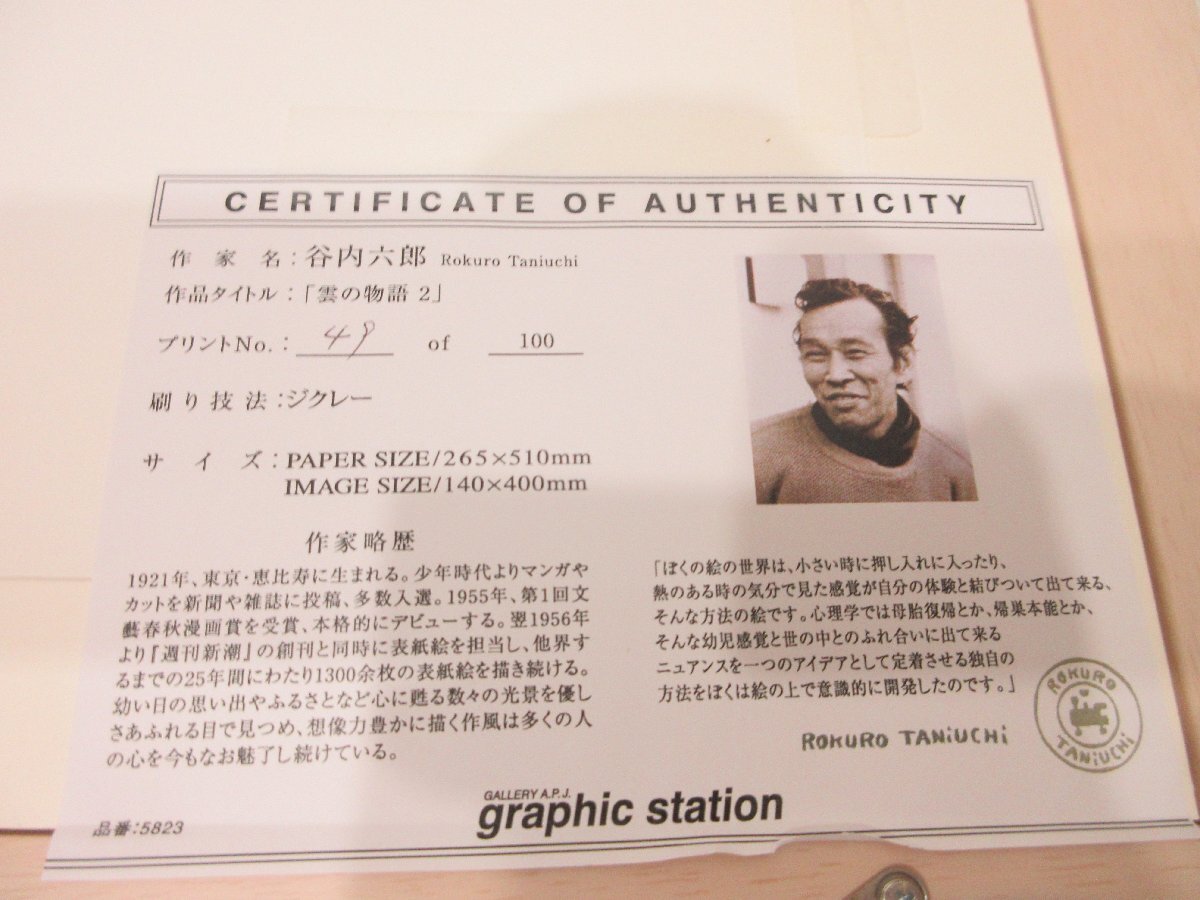 CERTIFICATE OF AUTHENTICITY
作家名：谷内六郎 Rokuro Taniuchi
作品タイトル：「雲の物語 2」
プリントNo.： 49 of 100
刷り技法：ジクレー
サイズ：PAPER SIZE/265×510mm
IMAGE SIZE/140×400mm
作家略歴
1921年、東京・恵比寿に生まれる。少年時代よりマンガや
カットを新聞や雑誌に投稿、多数入選。1955年、第1回文
藝春秋漫画賞を受賞、本格的にデビューする。翌1956年
より『週刊新潮』の創刊と同時に表紙絵を担当し、他界す
るまでの25年間にわたり1300余枚の表紙絵を描き続ける。
幼い日の思い出やふるさとなど心に甦る数々の光景を優し
さあふれる目で見つめ、想像力豊かに描く作風は多くの人
の心を今もなお魅了し続けている。
「ぼくの絵の世界は、小さい時に押し入れに入ったり、
熱のある時の気分で見た感覚が自分の体験と結びついて出て来る、
そんな方法の絵です。心理学では母胎復帰とか、帰巣本能とか、
そんな幼児感覚と世の中とのふれ合いに出て来る
ニュアンスを一つのアイデアとして定着させる独自の
方法をぼくは絵の上で意識的に開発したのです。」
ROKURO TANIUCHI
ROKURO
TANIUCHI
GALLERY A.P.J.
graphic station
品番：5823